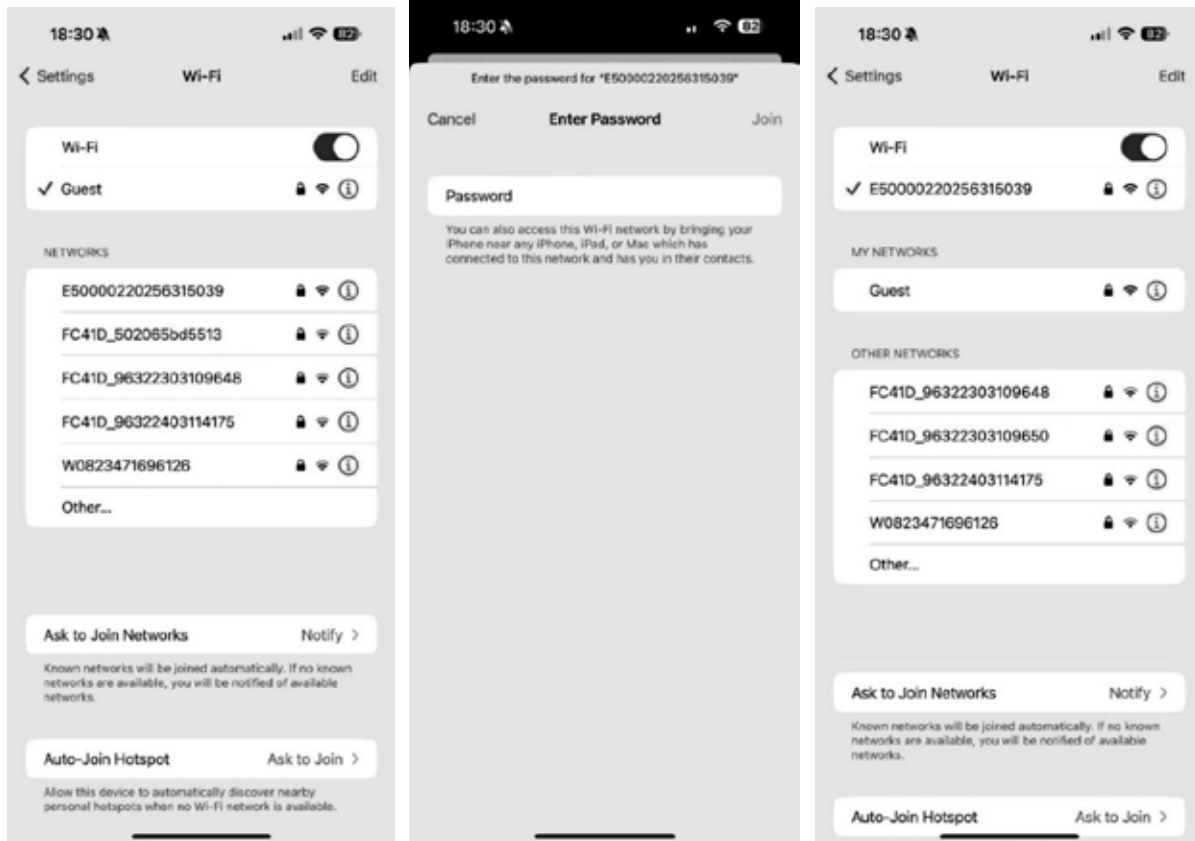 18:30
82
Settings
Wi-Fi
Edit
Wi-Fi
Guest
NETWORKS
E50000220256315039
FC41D_502065bd5513
FC41D_96322303109648
FC41D_96322403114175
W0823471696126
Other...
Ask to Join Networks
Notify
Known networks will be joined automatically. If no known
networks are available, you will be notified of available
networks.
Auto-Join Hotspot
Ask to Join
Allow this device to automatically discover nearby
personal hotspots when no Wi-Fi network is available.
18:30
82
Enter the password for "E50000220256315039"
Cancel
Enter Password
Join
Password
You can also access this Wi-Fi network by bringing your
iPhone near any iPhone, iPad, or Mac which has
connected to this network and has you in their contacts.
18:30
82
Settings
Wi-Fi
Edit
Wi-Fi
E50000220256315039
MY NETWORKS
Guest
OTHER NETWORKS
FC41D_96322303109648
FC41D_96322303109650
FC41D_96322403114175
W0823471696126
Other...
Ask to Join Networks
Notify
Known networks will be joined automatically. If no known
networks are available, you will be notified of available
networks.
Auto-Join Hotspot
Ask to Join